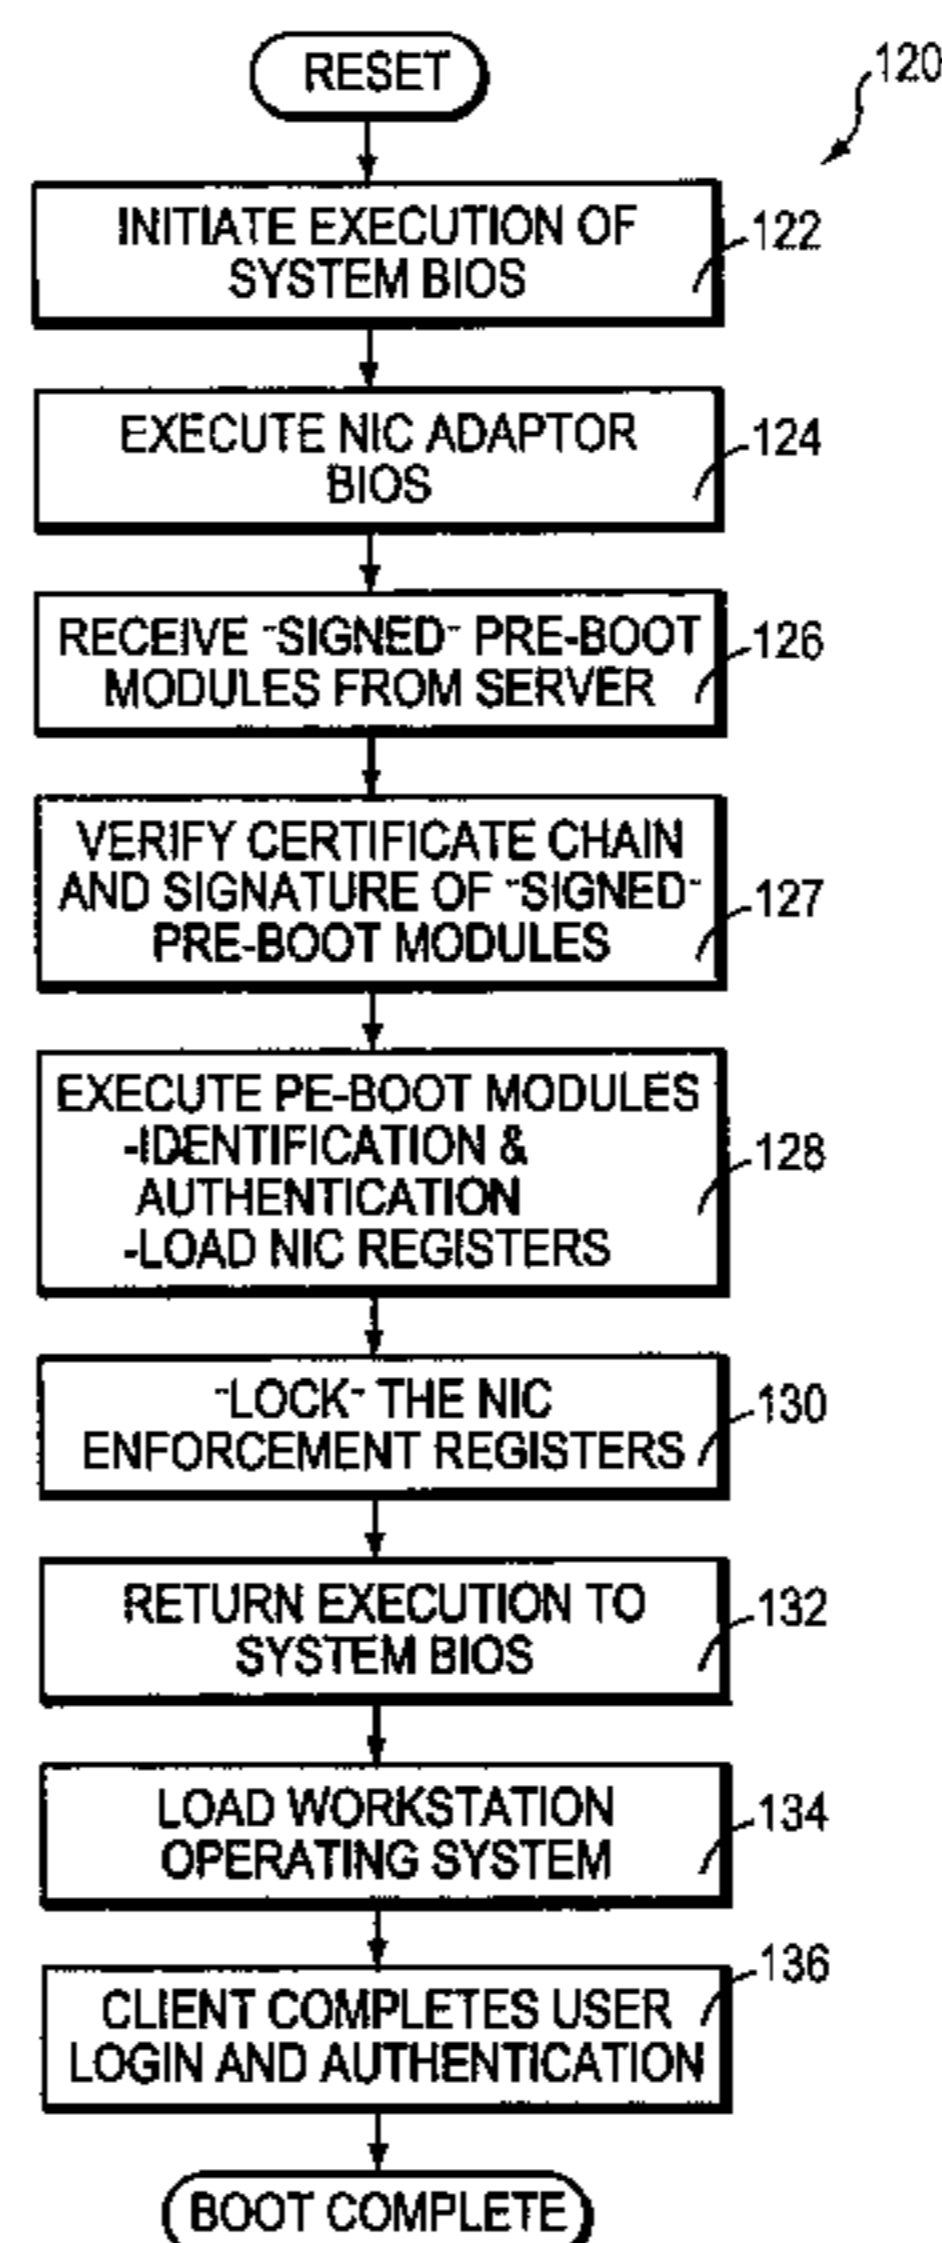 RESET
120
INITIATE EXECUTION OF
SYSTEM BIOS
122
EXECUTE NIC ADAPTOR
BIOS
124
RECEIVE "SIGNED" PRE-BOOT
MODULES FROM SERVER
126
VERIFY CERTIFICATE CHAIN
AND SIGNATURE OF "SIGNED"
PRE-BOOT MODULES
127
EXECUTE PE-BOOT MODULES
-IDENTIFICATION &
AUTHENTICATION
-LOAD NIC REGISTERS
128
"LOCK" THE NIC
ENFORCEMENT REGISTERS
130
RETURN EXECUTION TO
SYSTEM BIOS
132
LOAD WORKSTATION
OPERATING SYSTEM
134
CLIENT COMPLETES USER
LOGIN AND AUTHENTICATION
136
BOOT COMPLETE